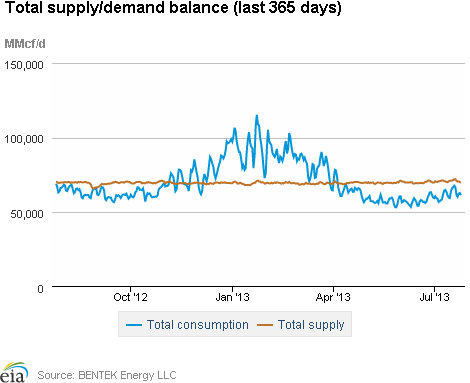 Total supply/demand balance (last 365 days)
MMcf/d
150,000
100,000
50,000
0
Oct '12 Jan '13 Apr '13 Jul '13
Total consumption Total supply
eia Source: BENTEK Energy LLC